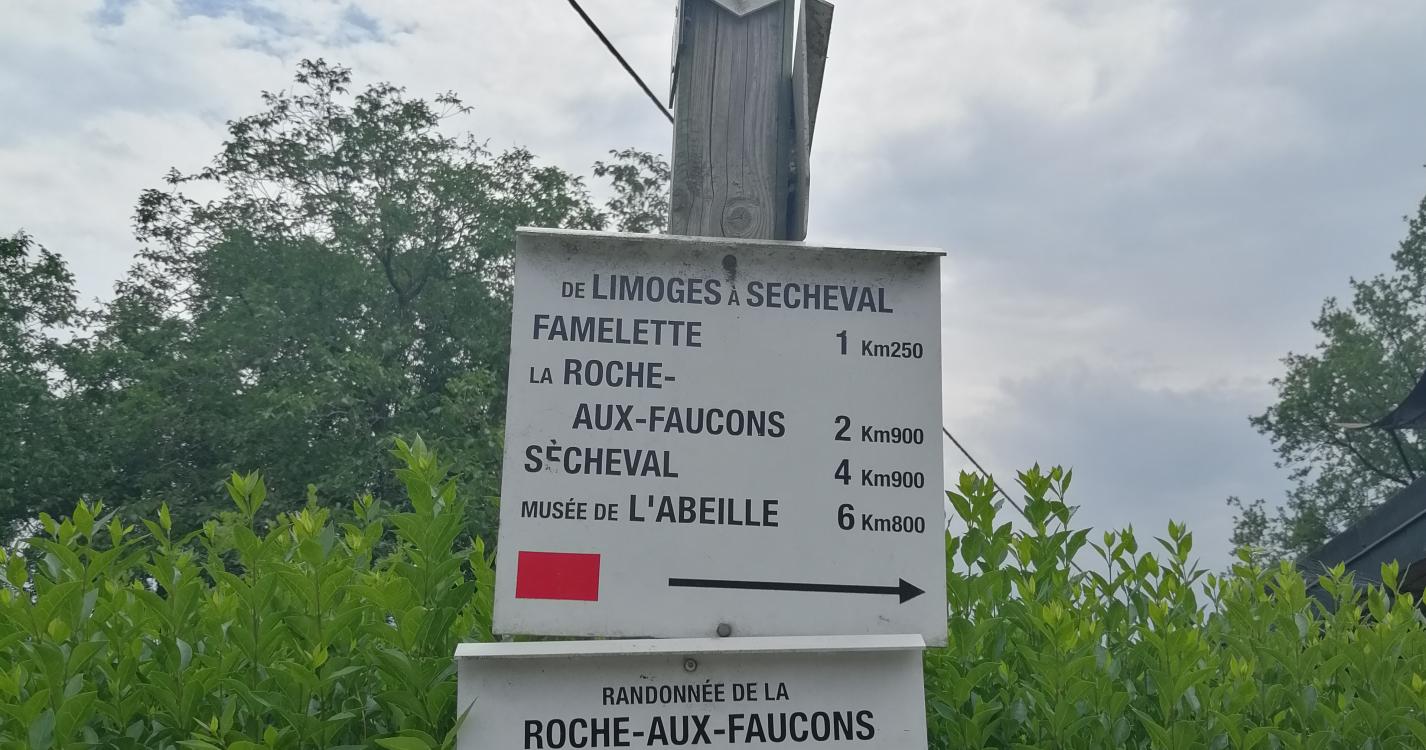 DE LIMOGES À SECHEVAL
FAMELETTE 1 Km250
LA ROCHE-
AUX-FAUCONS 2 Km900
SÈCHEVAL 4 Km900
MUSÉE DE L'ABEILLE 6 Km800
RANDONNÉE DE LA
ROCHE-AUX-FAUCONS